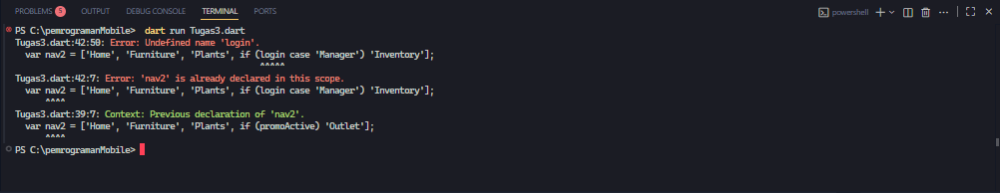 PROBLEMS 5 OUTPUT DEBUG CONSOLE TERMINAL PORTS powershell
PS C:\pemrogramanMobile> dart run Tugas3.dart
Tugas3.dart:42:50: Error: Undefined name 'login'.
  var nav2 = ['Home', 'Furniture', 'Plants', if (login case 'Manager') 'Inventory'];
                                                 ^^^^^
Tugas3.dart:42:7: Error: 'nav2' is already declared in this scope.
  var nav2 = ['Home', 'Furniture', 'Plants', if (login case 'Manager') 'Inventory'];
      ^^^^
Tugas3.dart:39:7: Context: Previous declaration of 'nav2'.
  var nav2 = ['Home', 'Furniture', 'Plants', if (promoActive) 'Outlet'];
      ^^^^
PS C:\pemrogramanMobile>